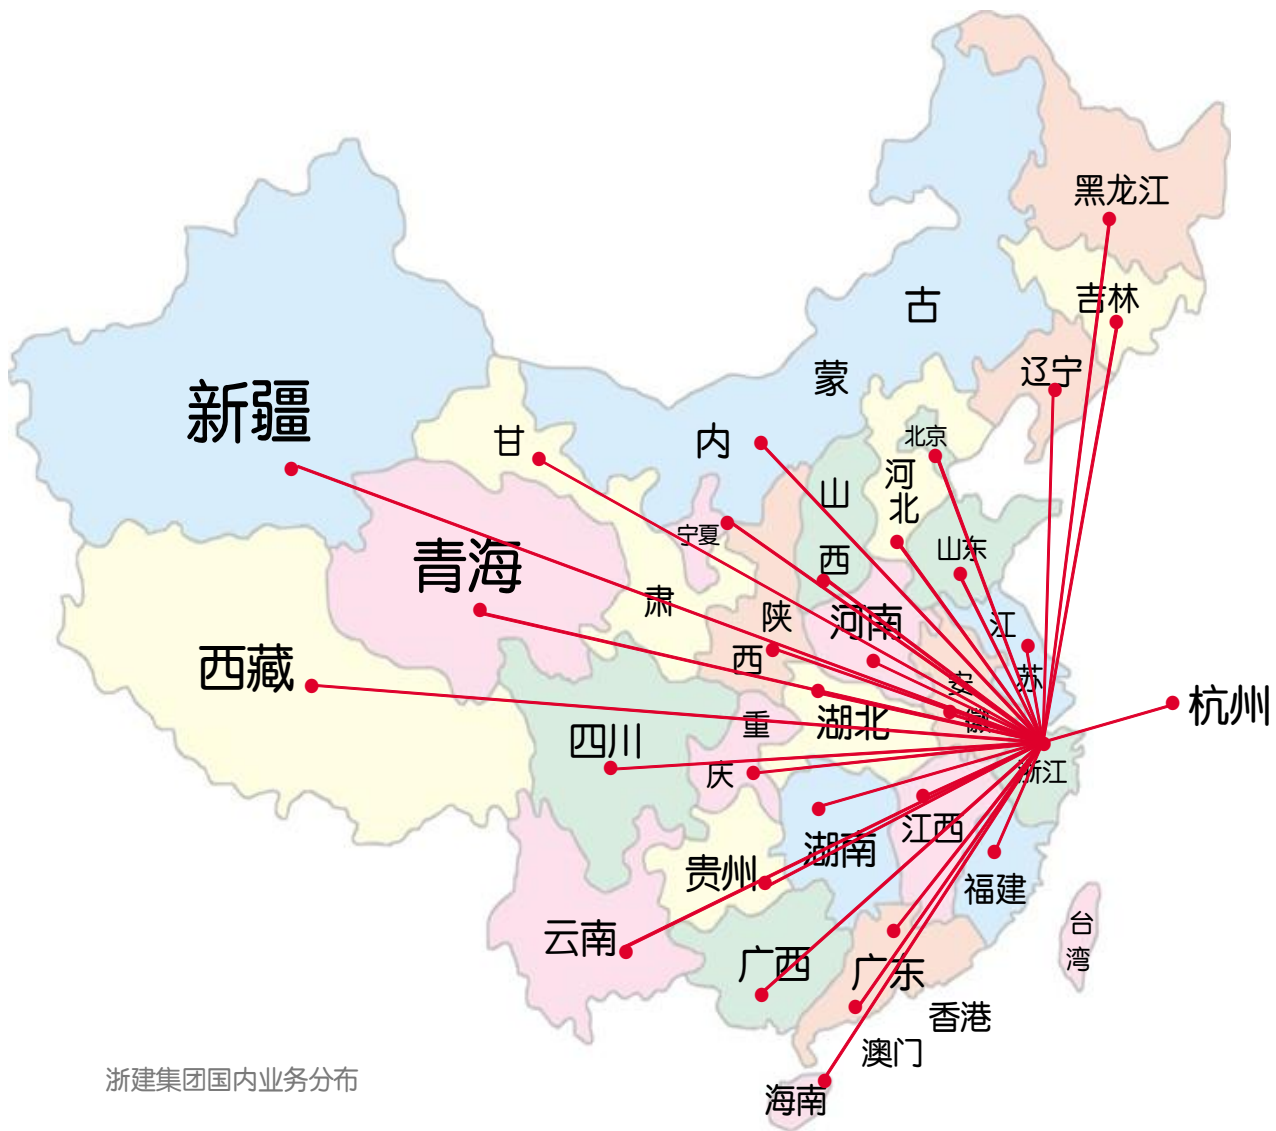 黑龙江
吉林
古
辽宁
蒙
新疆
甘
内
北京
河
北
山
西
宁夏
山东
青海
肃
陕
西
河南
江
苏
西藏
安
徽
杭州
四川
重
庆
湖北
浙江
湖南
江西
贵州
福建
云南
台
湾
广西
广东
香港
澳门
海南
浙建集团国内业务分布